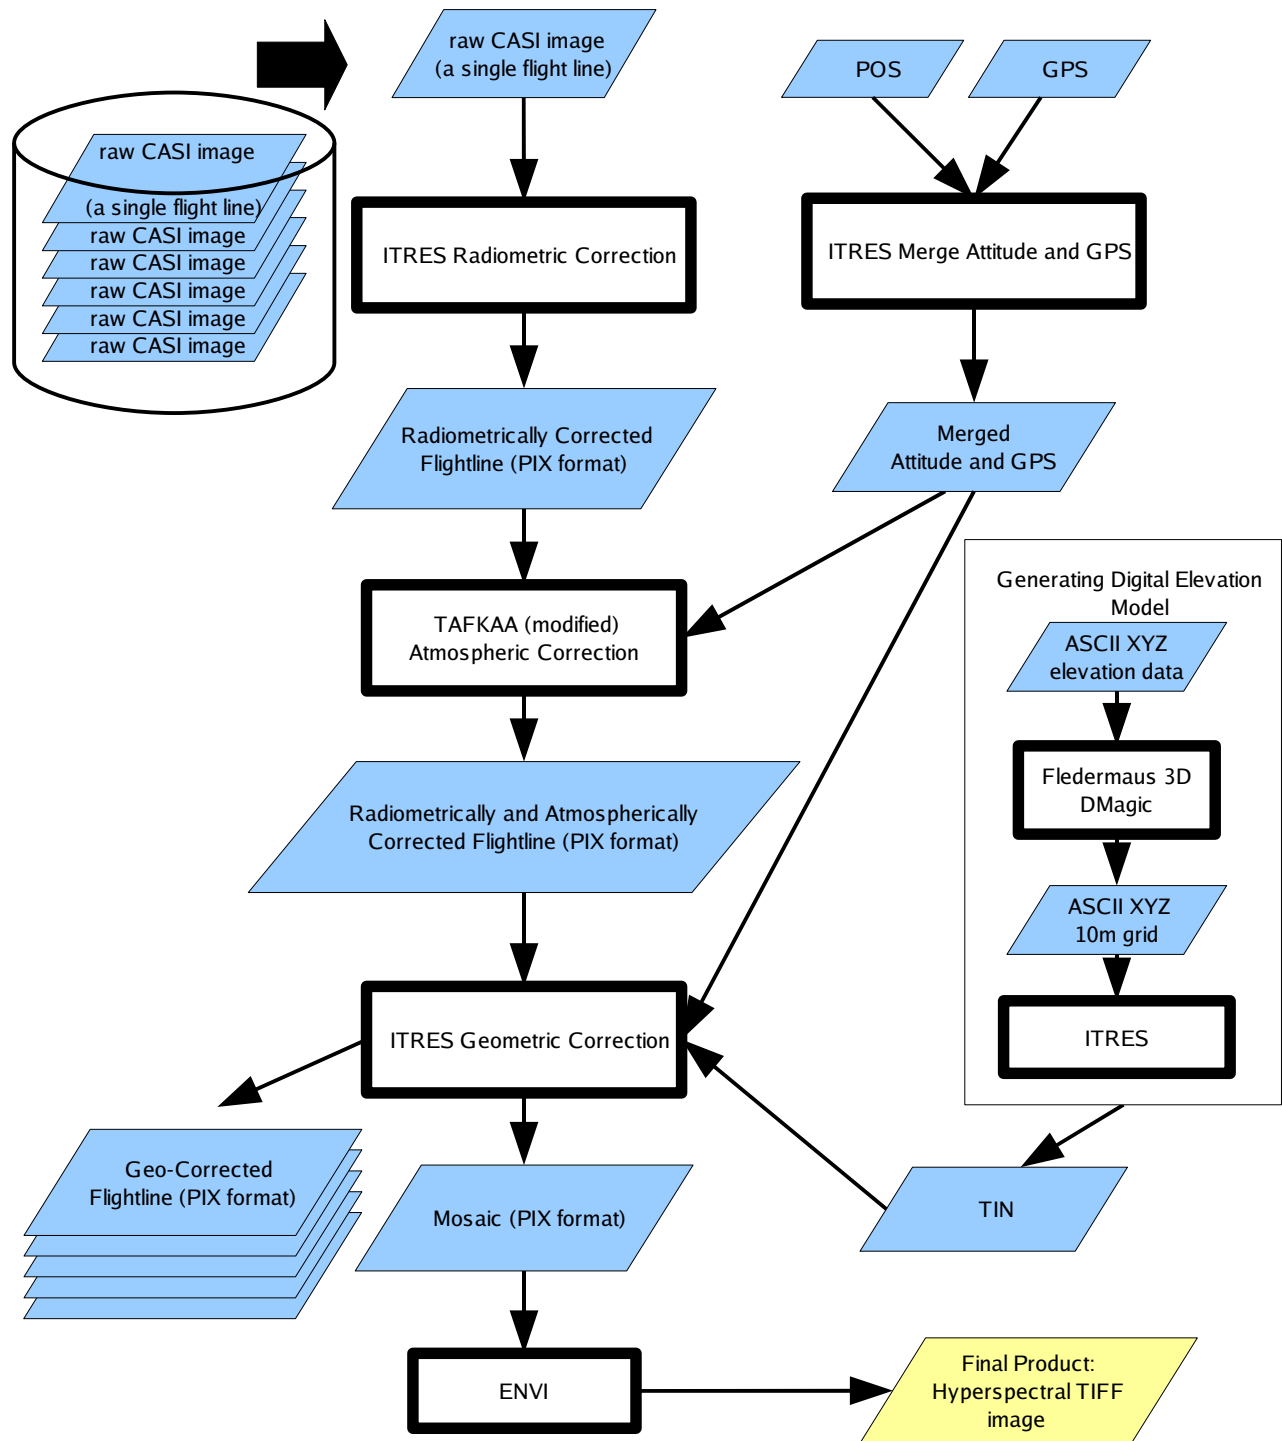 raw CASI image
(a single flight line)
POS
GPS
raw CASI image
(a single flight line)
raw CASI image
raw CASI image
raw CASI image
raw CASI image
raw CASI image
ITRES Radiometric Correction
ITRES Merge Attitude and GPS
Radiometrically Corrected
Flightline (PIX format)
Merged
Attitude and GPS
TAFKAA (modified)
Atmospheric Correction
Generating Digital Elevation
Model
ASCII XYZ
elevation data
Fledermaus 3D
DMagic
ASCII XYZ
10m grid
ITRES
Radiometrically and Atmospherically
Corrected Flightline (PIX format)
ITRES Geometric Correction
Geo-Corrected
Flightline (PIX format)
Mosaic (PIX format)
TIN
ENVI
Final Product:
Hyperspectral TIFF
image